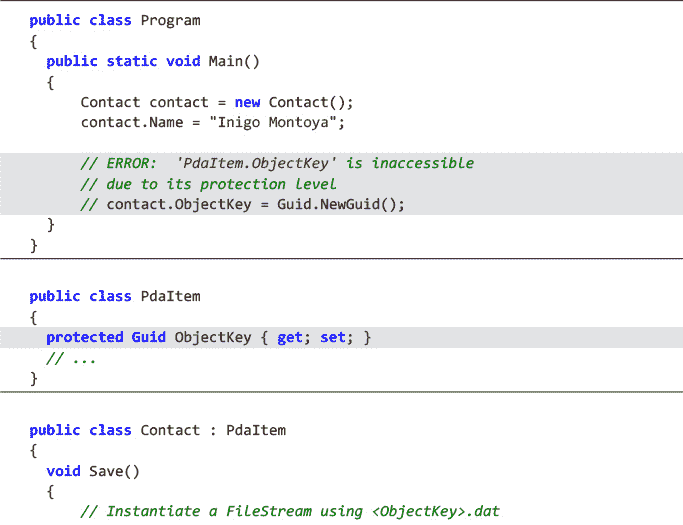 public class Program
{
public static void Main()
{
Contact contact = new Contact();
contact.Name = "Inigo Montoya";
// ERROR:  'PdaItem.ObjectKey' is inaccessible
// due to its protection level
// contact.ObjectKey = Guid.NewGuid();
}
}
public class PdaItem
{
protected Guid ObjectKey { get; set; }
// ...
}
public class Contact : PdaItem
{
void Save()
{
// Instantiate a FileStream using <ObjectKey>.dat